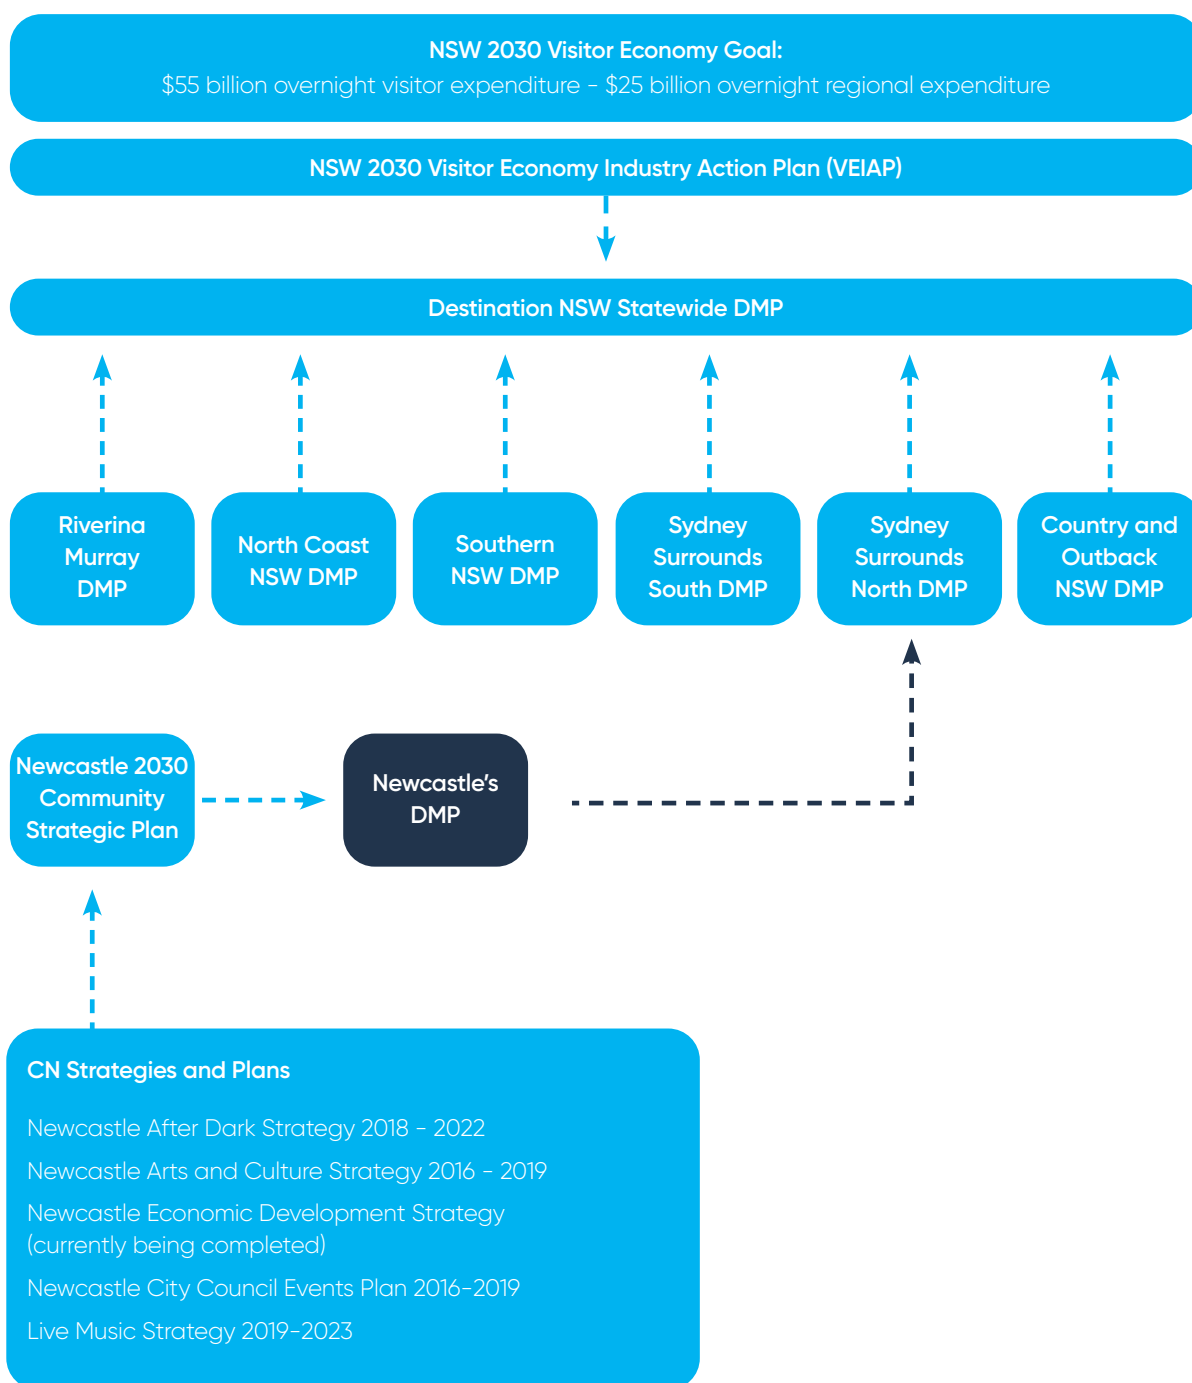 NSW 2030 Visitor Economy Goal:
$55 billion overnight visitor expenditure - $25 billion overnight regional expenditure
NSW 2030 Visitor Economy Industry Action Plan (VEIAP)
Destination NSW Statewide DMP
Riverina
Murray
DMP
North Coast
NSW DMP
Southern
NSW DMP
Sydney
Surrounds
South DMP
Sydney
Surrounds
North DMP
Country and
Outback
NSW DMP
Newcastle 2030
Community
Strategic Plan
Newcastle's
DMP
CN Strategies and Plans
Newcastle After Dark Strategy 2018 - 2022
Newcastle Arts and Culture Strategy 2016 - 2019
Newcastle Economic Development Strategy
(currently being completed)
Newcastle City Council Events Plan 2016-2019
Live Music Strategy 2019-2023